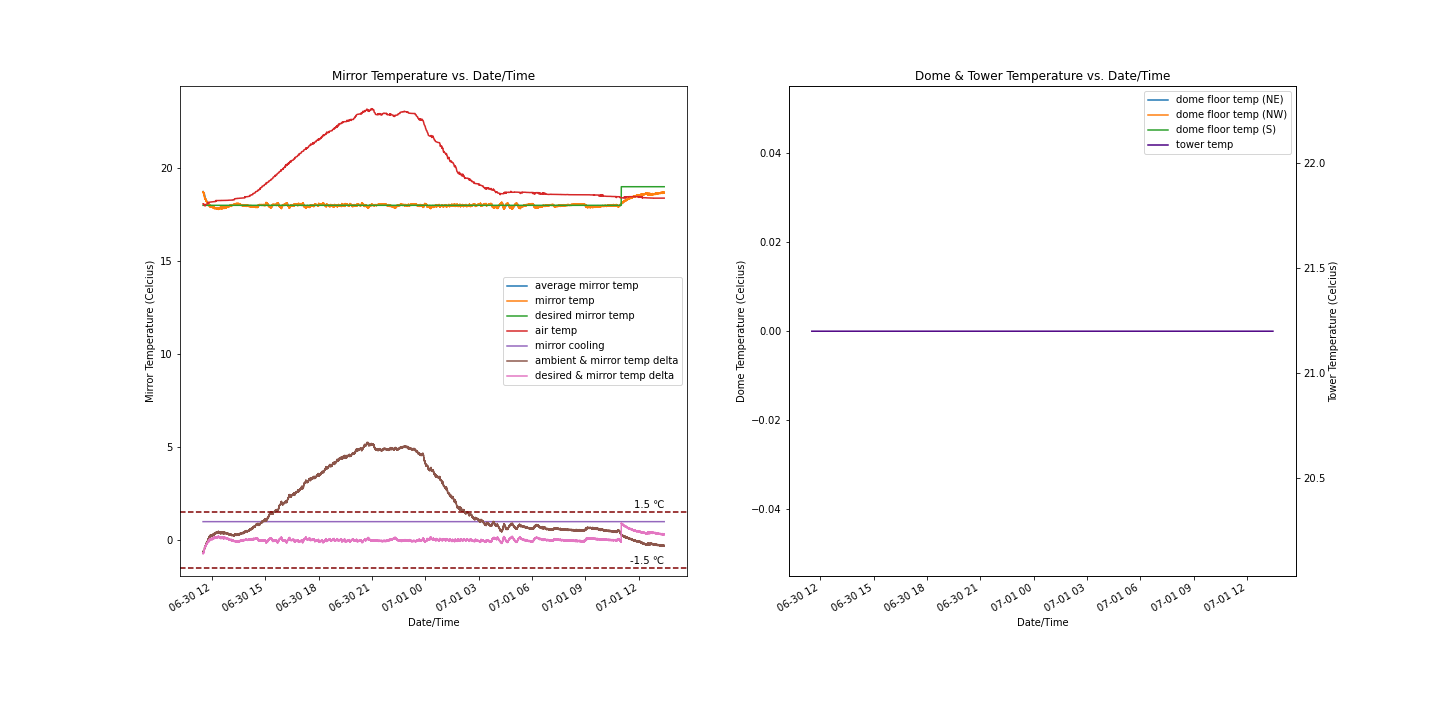 Mirror Temperature vs. Date/Time
Mirror Temperature (Celcius)
20
15
10
5
0
average mirror temp
mirror temp
desired mirror temp
air temp
mirror cooling
ambient & mirror temp delta
desired & mirror temp delta
1.5 °C
-1.5 °C
06-30 12
06-30 15
06-30 18
06-30 21
07-01 00
07-01 03
07-01 06
07-01 09
07-01 12
Date/Time
Dome & Tower Temperature vs. Date/Time
Dome Temperature (Celcius)
0.04
0.02
0.00
−0.02
−0.04
dome floor temp (NE)
dome floor temp (NW)
dome floor temp (S)
tower temp
22.0
21.5
21.0
20.5
Tower Temperature (Celcius)
06-30 12
06-30 15
06-30 18
06-30 21
07-01 00
07-01 03
07-01 06
07-01 09
07-01 12
Date/Time